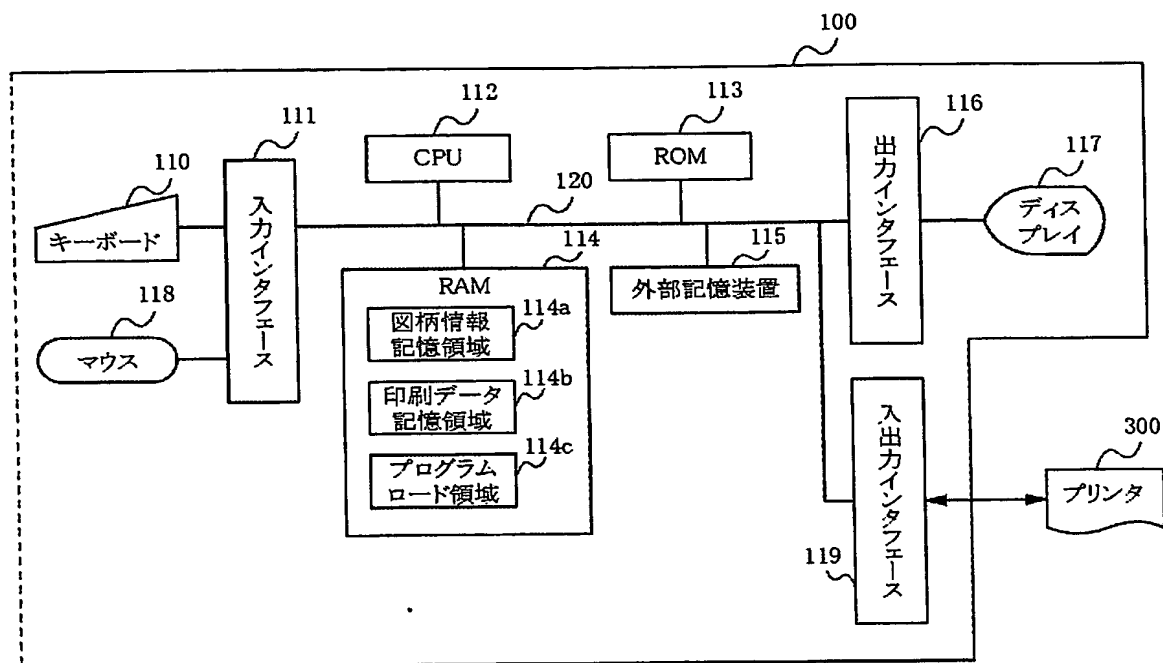 100
112
113
111
116
CPU
ROM
出力インタフェース
117
110
120
入力インタフェース
キーボード
ディス
プレイ
114
115
RAM
外部記憶装置
118
図柄情報
記憶領域
114a
マウス
印刷データ
記憶領域
114b
プログラム
ロード領域
114c
入出力インタフェース
300
プリンタ
119